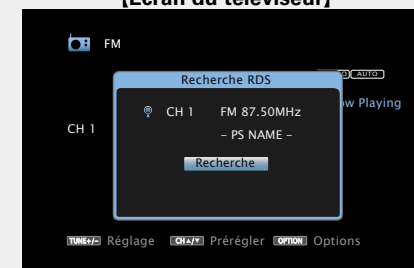 【Écran du téléviseur】
FM
Recherche RDS
AUTO
CH 1 FM 87.50MHz
ow Playing
– PS NAME –
CH 1
Recherche
TUNE+/– Réglage CH▲/▼ Prérégler OPTION Options